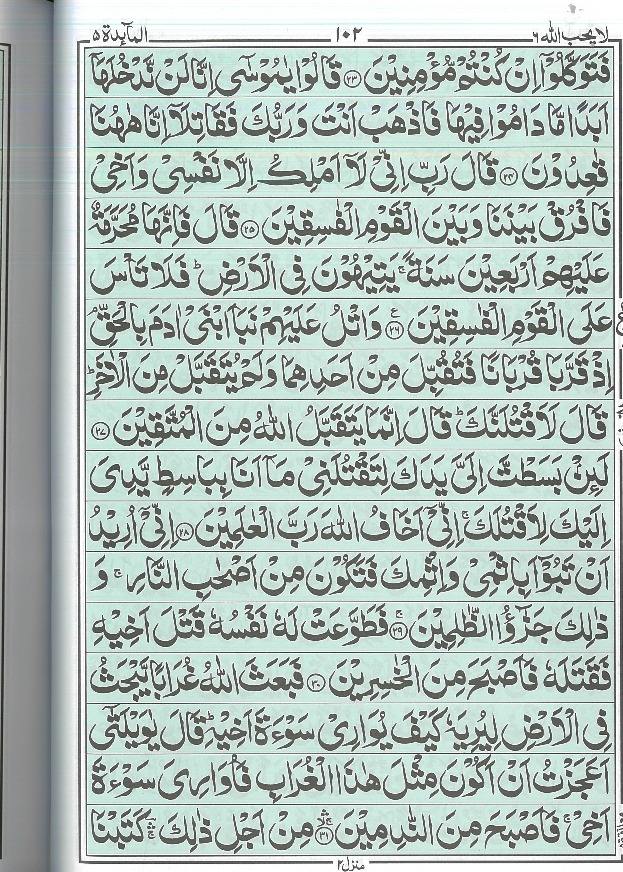 لا يحب الله ٦ ١٠٢ المآئدة ٥
فَتَوَكَّلُوْٓا اِنْ كُنْتُمْ مُّؤْمِنِيْنَ ﴿٢٣﴾ قَالُوْا يٰمُوْسٰٓى اِنَّا لَنْ نَّدْخُلَهَآ
اَبَدًا مَّا دَامُوْا فِيْهَا فَاذْهَبْ اَنْتَ وَرَبُّكَ فَقَاتِلَآ اِنَّا هٰهُنَا
قٰعِدُوْنَ ﴿٢٤﴾ قَالَ رَبِّ اِنِّيْ لَآ اَمْلِكُ اِلَّا نَفْسِيْ وَاَخِيْ
فَافْرُقْ بَيْنَنَا وَبَيْنَ الْقَوْمِ الْفٰسِقِيْنَ ﴿٢٥﴾ قَالَ فَاِنَّهَا مُحَرَّمَةٌ
عَلَيْهِمْ اَرْبَعِيْنَ سَنَةً ۚ يَتِيْهُوْنَ فِى الْاَرْضِ ؕ فَلَا تَاْسَ
عَلَى الْقَوْمِ الْفٰسِقِيْنَ ﴿٢٦﴾ ع وَاتْلُ عَلَيْهِمْ نَبَاَ ابْنَيْ اٰدَمَ بِالْحَقِّ ۘ
اِذْ قَرَّبَا قُرْبَانًا فَتُقُبِّلَ مِنْ اَحَدِهِمَا وَلَمْ يُتَقَبَّلْ مِنَ الْاٰخَرِ ؕ
قَالَ لَاَقْتُلَنَّكَ ؕ قَالَ اِنَّمَا يَتَقَبَّلُ اللّٰهُ مِنَ الْمُتَّقِيْنَ ﴿٢٧﴾
لَئِنْۢ بَسَطْتَّ اِلَيَّ يَدَكَ لِتَقْتُلَنِيْ مَآ اَنَا بِبَاسِطٍ يَّدِيَ
اِلَيْكَ لِاَقْتُلَكَ ۚ اِنِّيْٓ اَخَافُ اللّٰهَ رَبَّ الْعٰلَمِيْنَ ﴿٢٨﴾ اِنِّيْٓ اُرِيْدُ
اَنْ تَبُوْٓاَ بِاِثْمِيْ وَاِثْمِكَ فَتَكُوْنَ مِنْ اَصْحٰبِ النَّارِ ۚ وَ
ذٰلِكَ جَزٰٓؤُا الظّٰلِمِيْنَ ﴿٢٩﴾ ۚ فَطَوَّعَتْ لَهٗ نَفْسُهٗ قَتْلَ اَخِيْهِ
فَقَتَلَهٗ فَاَصْبَحَ مِنَ الْخٰسِرِيْنَ ﴿٣٠﴾ فَبَعَثَ اللّٰهُ غُرَابًا يَّبْحَثُ
فِى الْاَرْضِ لِيُرِيَهٗ كَيْفَ يُوَارِيْ سَوْءَةَ اَخِيْهِ ؕ قَالَ يٰوَيْلَتٰٓى
اَعَجَزْتُ اَنْ اَكُوْنَ مِثْلَ هٰذَا الْغُرَابِ فَاُوَارِيَ سَوْءَةَ
اَخِيْ ۚ فَاَصْبَحَ مِنَ النّٰدِمِيْنَ ﴿٣١﴾ مِنْ اَجْلِ ذٰلِكَ ۛ كَتَبْنَا
منزل ٢